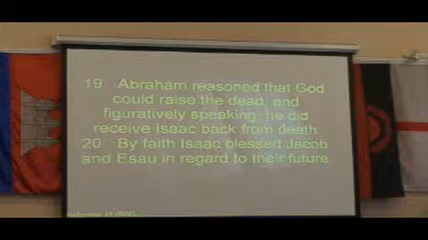 19: Abraham reasoned that God
could raise the dead, and
figuratively speaking, he did
receive Isaac back from death.
20: By faith Isaac blessed Jacob
and Esau in regard to their future.